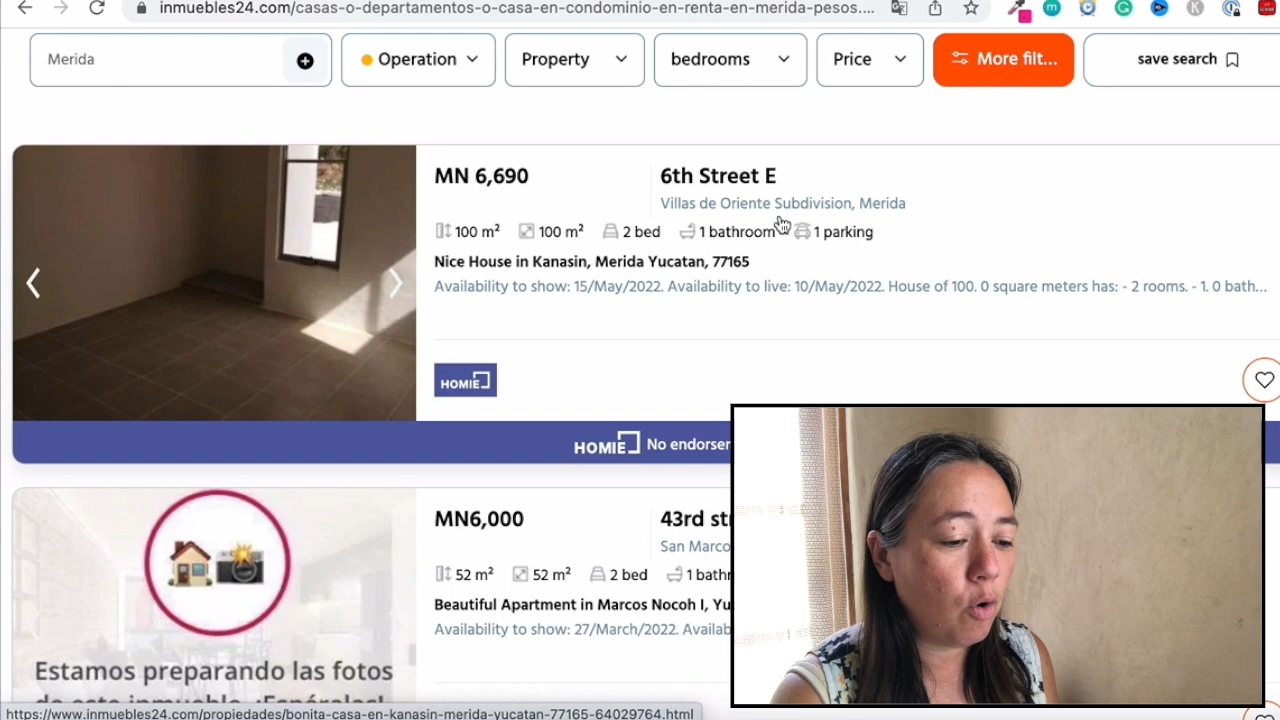 inmuebles24.com/casas-o-departamentos-o-casa-en-condominio-en-renta-en-merida-pesos....
Merida
Operation
Property
bedrooms
Price
More filt...
save search
MN 6,690
6th Street E
Villas de Oriente Subdivision, Merida
100 m²
100 m²
2 bed
1 bathroom
1 parking
Nice House in Kanasin, Merida Yucatan, 77165
Availability to show: 15/May/2022. Availability to live: 10/May/2022. House of 100. 0 square meters has: - 2 rooms. - 1. 0 bath...
HOMIE
HOMIE No endorser
MN6,000
43rd str
San Marco
52 m²
52 m²
2 bed
1 bathr
Beautiful Apartment in Marcos Nocoh I, Yu
Availability to show: 27/March/2022. Availab
Estamos preparando las fotos
de este inmueble. ¡Espéralas!
https://www.inmuebles24.com/propiedades/bonita-casa-en-kanasin-merida-yucatan-77165-64029764.html